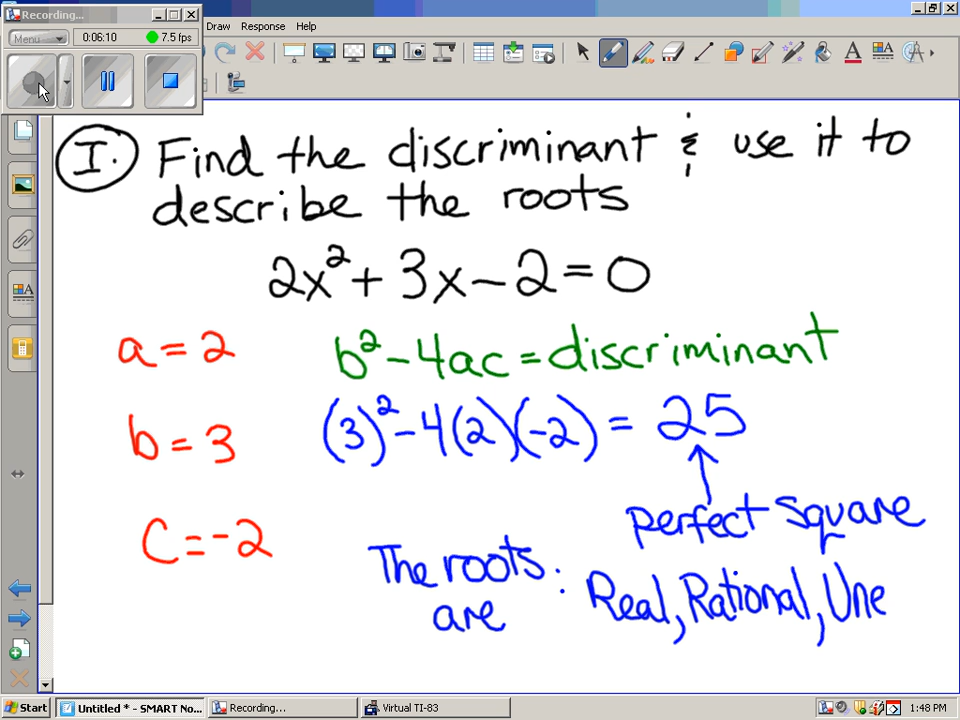 Recording...
Menu 0:06:10 7.5 fps
Draw Response Help
I. Find the discriminant & use it to
describe the roots
2x² + 3x − 2 = 0
a = 2
b² − 4ac = discriminant
b = 3
(3)² − 4(2)(−2) = 25
perfect square
C = −2
The roots are : Real, Rational, Une
Start Untitled * - SMART No... Recording... Virtual TI-83 1:48 PM